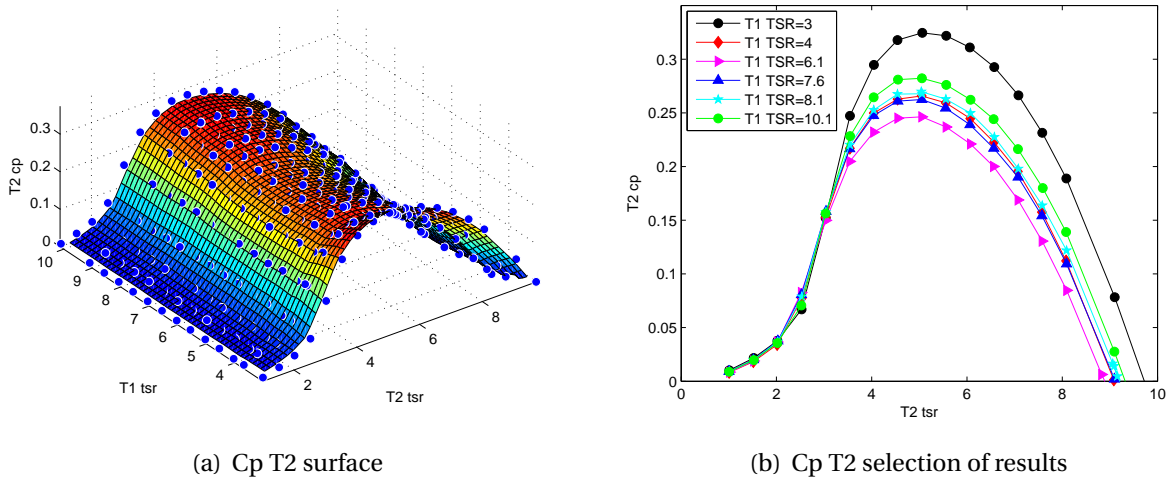 0.3
0.2
0.1
0
T2 cp
10
9
8
7
6
5
4
T1 tsr
2
4
6
8
T2 tsr
(a) Cp T2 surface
T1 TSR=3
T1 TSR=4
T1 TSR=6.1
T1 TSR=7.6
T1 TSR=8.1
T1 TSR=10.1
0.3
0.25
0.2
0.15
0.1
0.05
0
T2 cp
0
2
4
6
8
10
T2 tsr
(b) Cp T2 selection of results